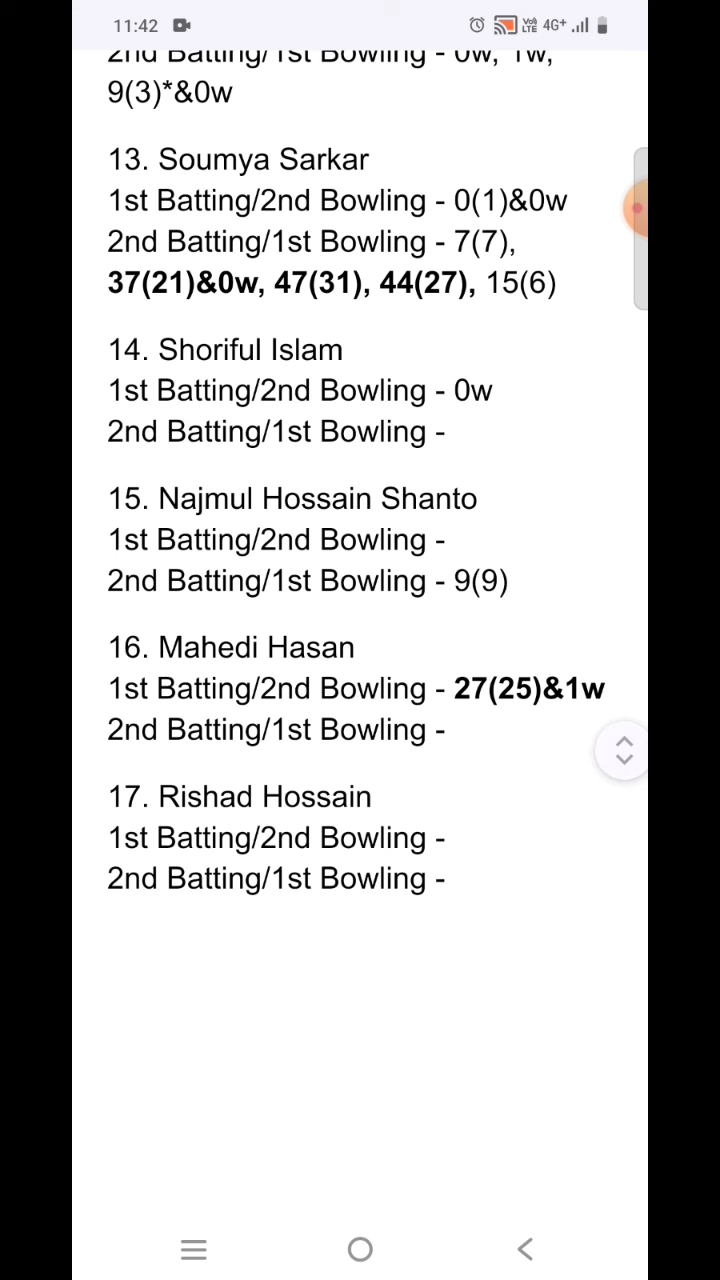 11:42
Vo) LTE 4G+
2nd Batting/1st Bowling - 0w, 1w,
9(3)*&0w
13. Soumya Sarkar
1st Batting/2nd Bowling - 0(1)&0w
2nd Batting/1st Bowling - 7(7),
37(21)&0w, 47(31), 44(27), 15(6)
14. Shoriful Islam
1st Batting/2nd Bowling - 0w
2nd Batting/1st Bowling -
15. Najmul Hossain Shanto
1st Batting/2nd Bowling -
2nd Batting/1st Bowling - 9(9)
16. Mahedi Hasan
1st Batting/2nd Bowling - 27(25)&1w
2nd Batting/1st Bowling -
17. Rishad Hossain
1st Batting/2nd Bowling -
2nd Batting/1st Bowling -